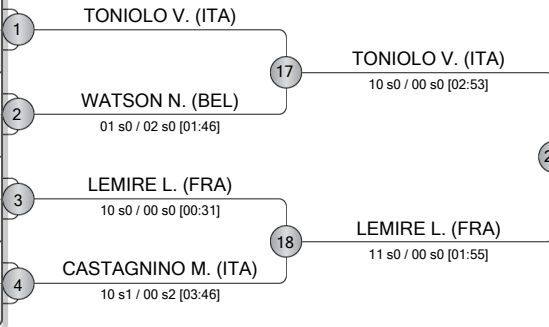 TONIOLO V. (ITA)
1
17
TONIOLO V. (ITA)
10 s0 / 00 s0 [02:53]
WATSON N. (BEL)
2
01 s0 / 02 s0 [01:46]
LEMIRE L. (FRA)
3
10 s0 / 00 s0 [00:31]
18
LEMIRE L. (FRA)
11 s0 / 00 s0 [01:55]
CASTAGNINO M. (ITA)
4
10 s1 / 00 s2 [03:46]